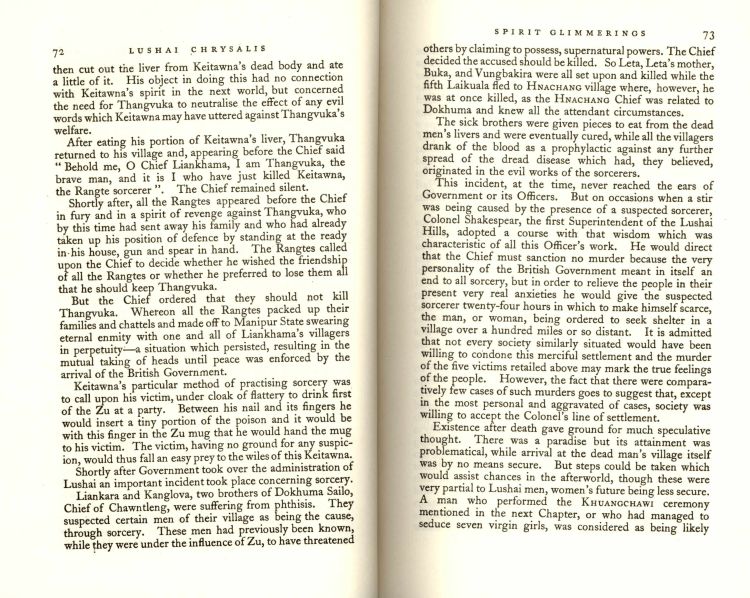 72 LUSHAI CHRYSALIS
then cut out the liver from Keitawna's dead body and ate
a little of it. His object in doing this had no connection
with Keitawna's spirit in the next world, but concerned
the need for Thangvuka to neutralise the effect of any evil
words which Keitawna may have uttered against Thangvuka's
welfare.
After eating his portion of Keitawna's liver, Thangvuka
returned to his village and, appearing before the Chief said
" Behold me, O Chief Liankhama, I am Thangvuka, the
brave man, and it is I who have just killed Keitawna,
the Rangte sorcerer ". The Chief remained silent.
Shortly after, all the Rangtes appeared before the Chief
in fury and in a spirit of revenge against Thangvuka, who
by this time had sent away his family and who had already
taken up his position of defence by standing at the ready
in his house, gun and spear in hand. The Rangtes called
upon the Chief to decide whether he wished the friendship
of all the Rangtes or whether he preferred to lose them all
that he should keep Thangvuka.
But the Chief ordered that they should not kill
Thangvuka. Whereon all the Rangtes packed up their
families and chattels and made off to Manipur State swearing
eternal enmity with one and all of Liankhama's villagers
in perpetuity—a situation which persisted, resulting in the
mutual taking of heads until peace was enforced by the
arrival of the British Government.
Keitawna's particular method of practising sorcery was
to call upon his victim, under cloak of flattery to drink first
of the Zu at a party. Between his nail and its fingers he
would insert a tiny portion of the poison and it would be
with this finger in the Zu mug that he would hand the mug
to his victim. The victim, having no ground for any suspic-
ion, would thus fall an easy prey to the wiles of this Keitawna.
Shortly after Government took over the administration of
Lushai an important incident took place concerning sorcery.
Liankara and Kanglova, two brothers of Dokhuma Sailo,
Chief of Chawntleng, were suffering from phthisis. They
suspected certain men of their village as being the cause,
through sorcery. These men had previously been known,
while they were under the influence of Zu, to have threatened
SPIRIT GLIMMERINGS 73
others by claiming to possess, supernatural powers. The Chief
decided the accused should be killed. So Leta, Leta's mother,
Buka, and Vungbakira were all set upon and killed while the
fifth Laikuala fled to HNACHANG village where, however, he
was at once killed, as the HNACHANG Chief was related to
Dokhuma and knew all the attendant circumstances.
The sick brothers were given pieces to eat from the dead
men's livers and were eventually cured, while all the villagers
drank of the blood as a prophylactic against any further
spread of the dread disease which had, they believed,
originated in the evil works of the sorcerers.
This incident, at the time, never reached the ears of
Government or its Officers. But on occasions when a stir
was being caused by the presence of a suspected sorcerer,
Colonel Shakespear, the first Superintendent of the Lushai
Hills, adopted a course with that wisdom which was
characteristic of all this Officer's work. He would direct
that the Chief must sanction no murder because the very
personality of the British Government meant in itself an
end to all sorcery, but in order to relieve the people in their
present very real anxieties he would give the suspected
sorcerer twenty-four hours in which to make himself scarce,
the man, or woman, being ordered to seek shelter in a
village over a hundred miles or so distant. It is admitted
that not every society similarly situated would have been
willing to condone this merciful settlement and the murder
of the five victims retailed above may mark the true feelings
of the people. However, the fact that there were compara-
tively few cases of such murders goes to suggest that, except
in the most personal and aggravated of cases, society was
willing to accept the Colonel's line of settlement.
Existence after death gave ground for much speculative
thought. There was a paradise but its attainment was
problematical, while arrival at the dead man's village itself
was by no means secure. But steps could be taken which
would assist chances in the afterworld, though these were
very partial to Lushai men, women's future being less secure.
A man who performed the KHUANGCHAWI ceremony
mentioned in the next Chapter, or who had managed to
seduce seven virgin girls, was considered as being likely